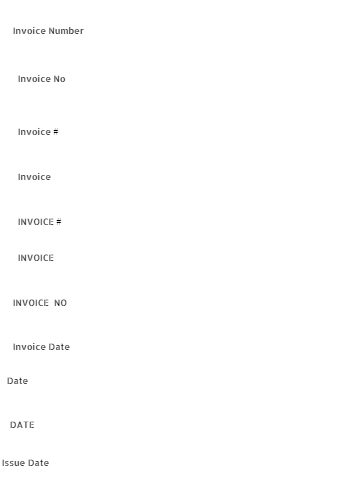 Invoice Number
Invoice No
Invoice #
Invoice
INVOICE #
INVOICE
INVOICE NO
Invoice Date
Date
DATE
Issue Date